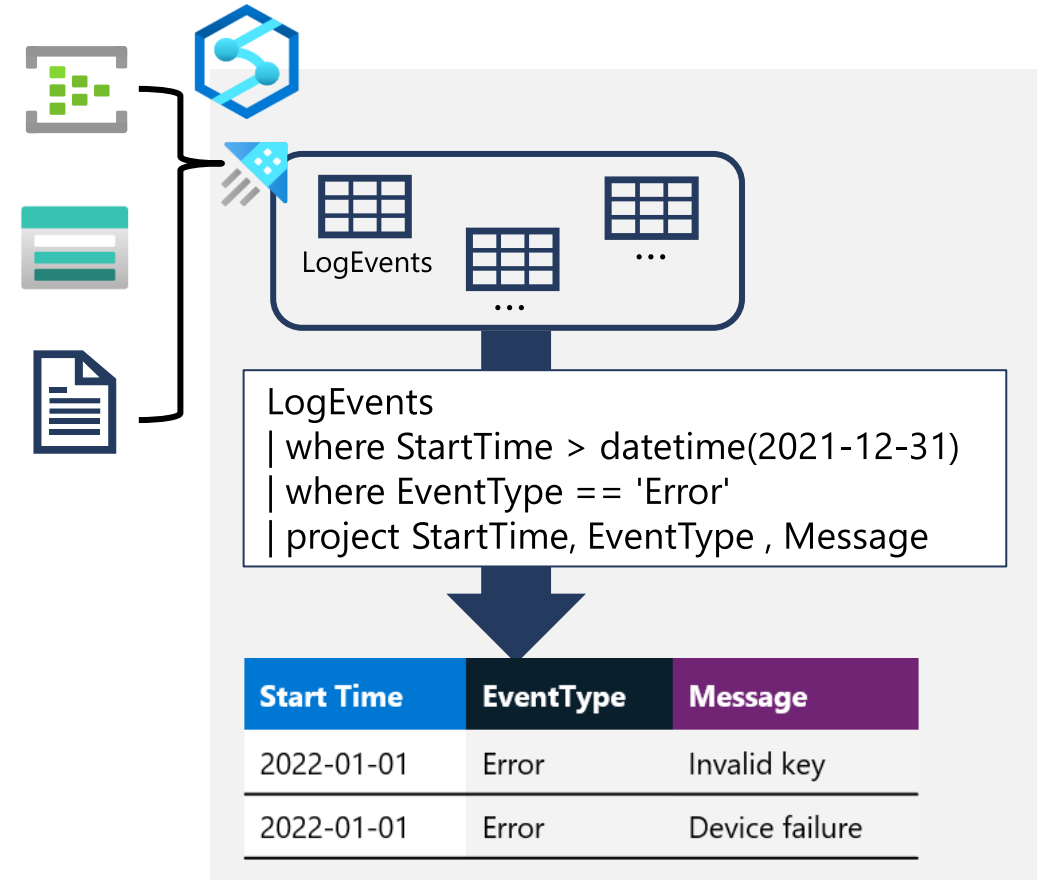 LogEvents
...
...
LogEvents
| where StartTime > datetime(2021-12-31)
| where EventType == 'Error'
| project StartTime, EventType , Message
Start Time EventType Message
2022-01-01 Error Invalid key
2022-01-01 Error Device failure